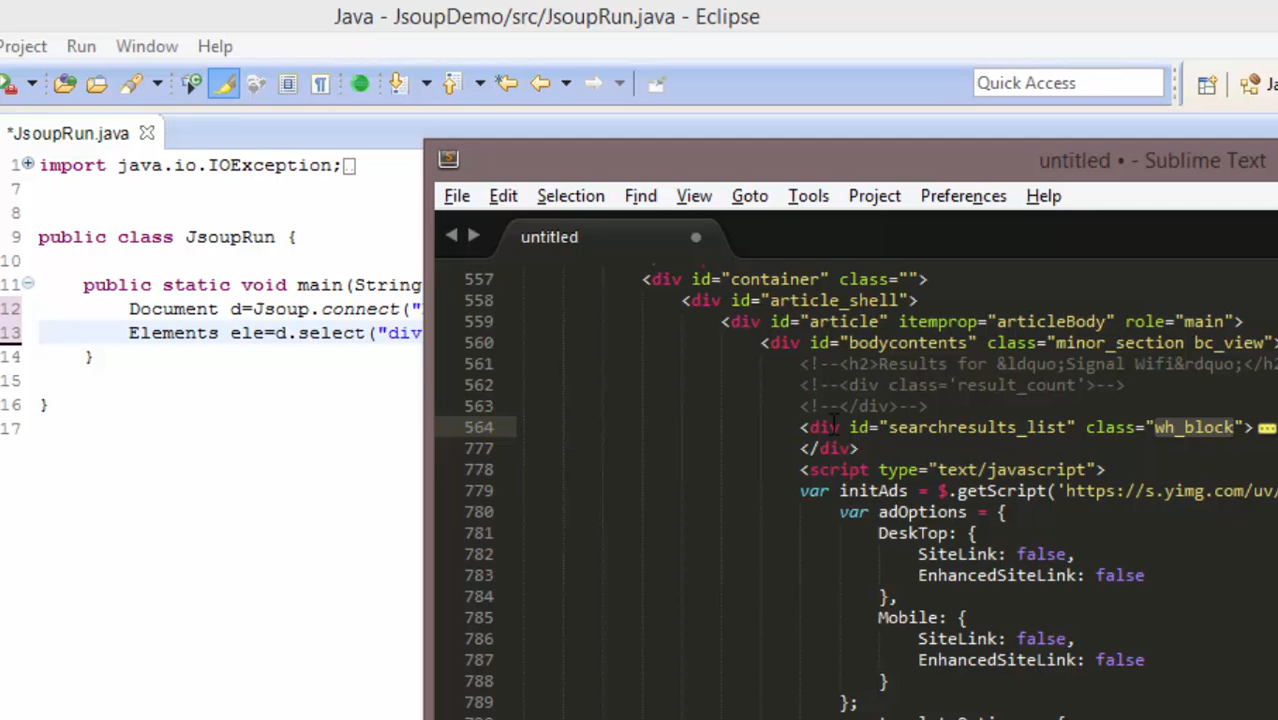 Java - JsoupDemo/src/JsoupRun.java - Eclipse
Project Run Window Help
Quick Access
*JsoupRun.java
1 import java.io.IOException;
7
8
9 public class JsoupRun {
10
11 public static void main(String
12 Document d=Jsoup.connect("
13 Elements ele=d.select("div
14 }
15
16 }
17
untitled • - Sublime Text
File Edit Selection Find View Goto Tools Project Preferences Help
untitled
557 <div id="container" class="">
558 <div id="article_shell">
559 <div id="article" itemprop="articleBody" role="main">
560 <div id="bodycontents" class="minor_section bc_view"
561 <!--<h2>Results for &ldquo;Signal Wifi&rdquo;</h2
562 <!--<div class='result_count'>-->
563 <!--</div>-->
564 <div id="searchresults_list" class="wh_block">
777 </div>
778 <script type="text/javascript">
779 var initAds = $.getScript('https://s.yimg.com/uv/
780 var adOptions = {
781 DeskTop: {
782 SiteLink: false,
783 EnhancedSiteLink: false
784 },
785 Mobile: {
786 SiteLink: false,
787 EnhancedSiteLink: false
788 }
789 };